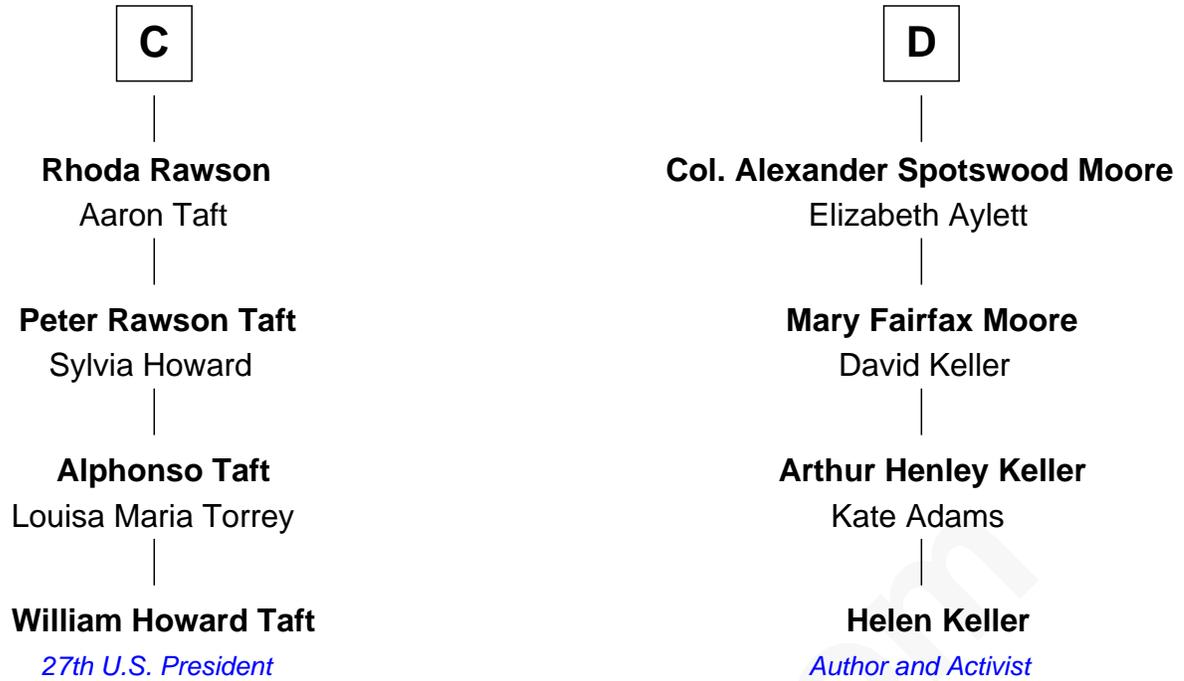 C
Rhoda Rawson
Aaron Taft
Peter Rawson Taft
Sylvia Howard
Alphonso Taft
Louisa Maria Torrey
William Howard Taft
27th U.S. President
D
Col. Alexander Spotswood Moore
Elizabeth Aylett
Mary Fairfax Moore
David Keller
Arthur Henley Keller
Kate Adams
Helen Keller
Author and Activist